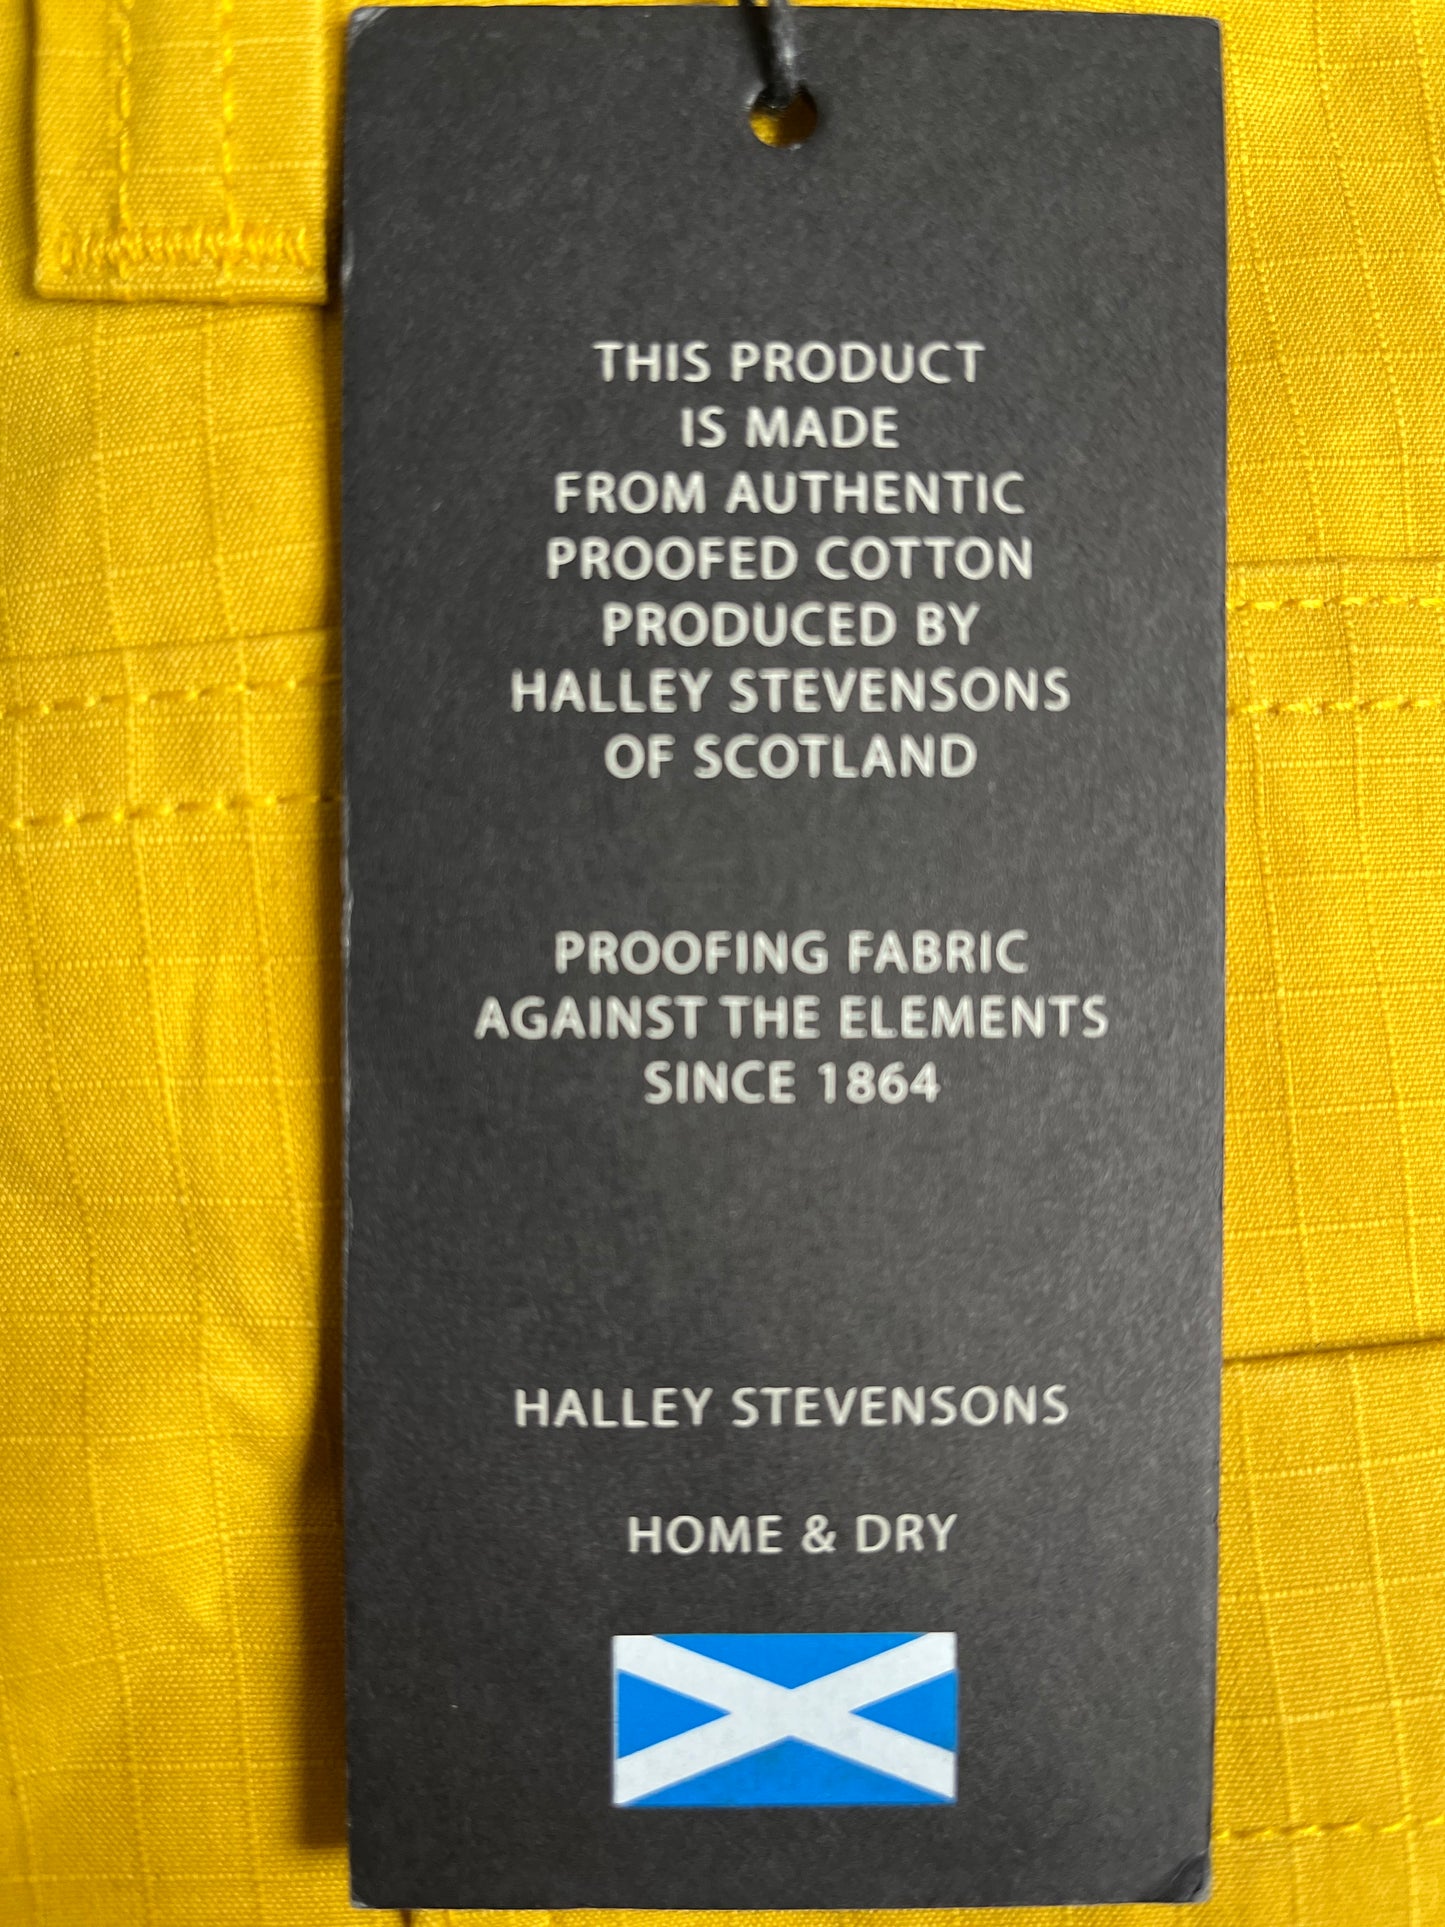 THIS PRODUCT
IS MADE
FROM AUTHENTIC
PROOFED COTTON
PRODUCED BY
HALLEY STEVENSONS
OF SCOTLAND
PROOFING FABRIC
AGAINST THE ELEMENTS
SINCE 1864
HALLEY STEVENSONS
HOME & DRY